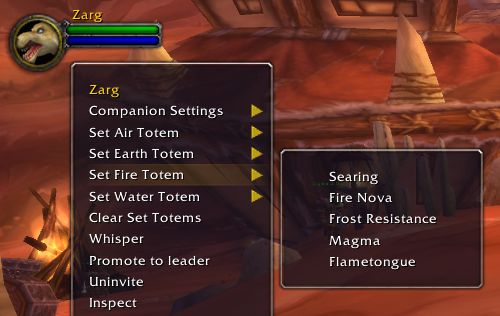 Zarg
Zarg
Companion Settings
Set Air Totem
Set Earth Totem
Set Fire Totem
Set Water Totem
Clear Set Totems
Whisper
Promote to leader
Uninvite
Inspect
Searing
Fire Nova
Frost Resistance
Magma
Flametongue